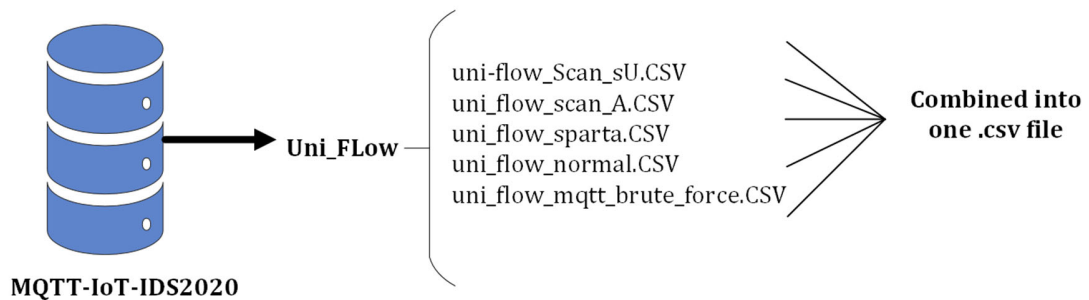 MQTT-IoT-IDS2020
Uni_FLow
uni-flow_Scan_sU.CSV
uni_flow_scan_A.CSV
uni_flow_sparta.CSV
uni_flow_normal.CSV
uni_flow_mqtt_brute_force.CSV
Combined into
one .csv file